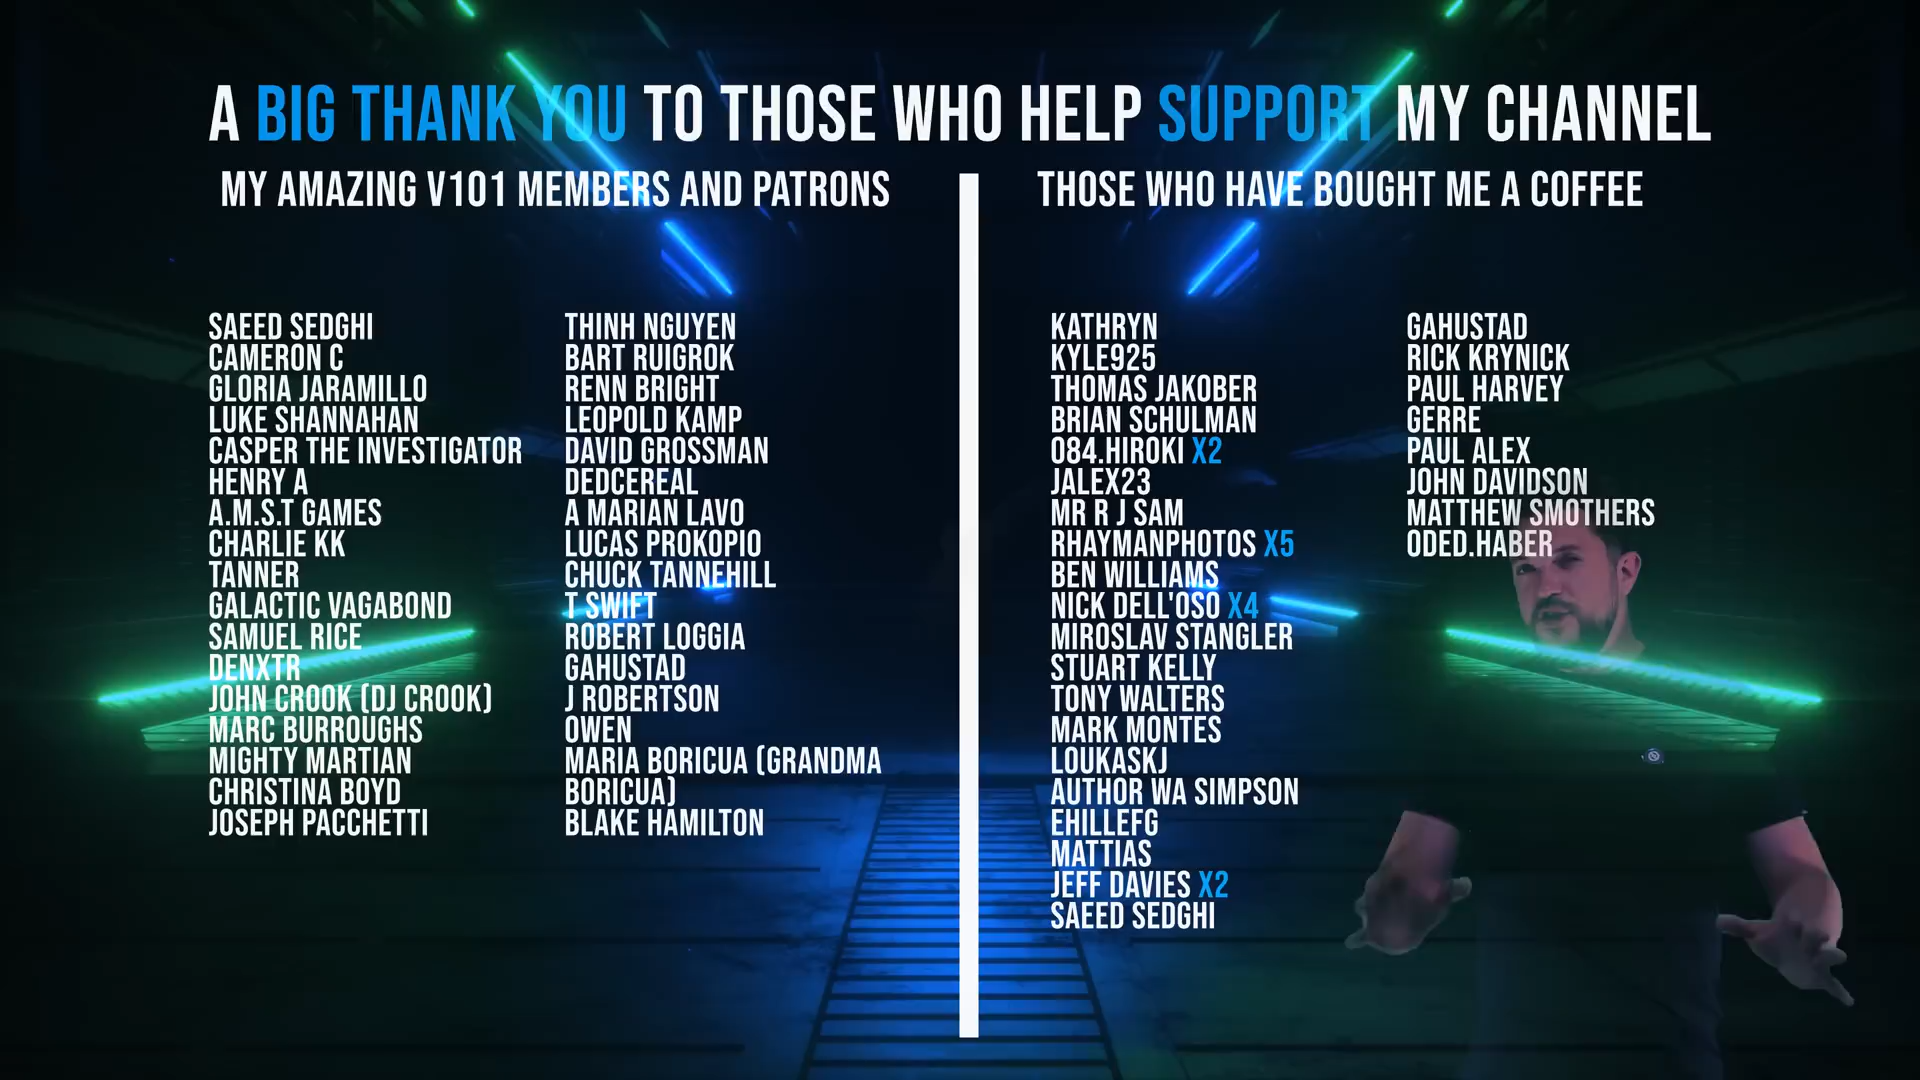 A BIG THANK YOU TO THOSE WHO HELP SUPPORT MY CHANNEL
MY AMAZING V101 MEMBERS AND PATRONS
SAEED SEDGHI
CAMERON C
GLORIA JARAMILLO
LUKE SHANNAHAN
CASPER THE INVESTIGATOR
HENRY A
A.M.S.T GAMES
CHARLIE KK
TANNER
GALACTIC VAGABOND
SAMUEL RICE
DENXTR
JOHN CROOK (DJ CROOK)
MARC BURROUGHS
MIGHTY MARTIAN
CHRISTINA BOYD
JOSEPH PACCHETTI
THINH NGUYEN
BART RUIGROK
RENN BRIGHT
LEOPOLD KAMP
DAVID GROSSMAN
DEDCEREAL
A MARIAN LAVO
LUCAS PROKOPIO
CHUCK TANNEHILL
T SWIFT
ROBERT LOGGIA
GAHUSTAD
J ROBERTSON
OWEN
MARIA BORICUA (GRANDMA
BORICUA)
BLAKE HAMILTON
THOSE WHO HAVE BOUGHT ME A COFFEE
KATHRYN
KYLE925
THOMAS JAKOBER
BRIAN SCHULMAN
084.HIROKI X2
JALEX23
MR R J SAM
RHAYMANPHOTOS X5
BEN WILLIAMS
NICK DELL'OSO X4
MIROSLAV STANGLER
STUART KELLY
TONY WALTERS
MARK MONTES
LOUKASKJ
AUTHOR WA SIMPSON
EHILLEFG
MATTIAS
JEFF DAVIES X2
SAEED SEDGHI
GAHUSTAD
RICK KRYNICK
PAUL HARVEY
GERRE
PAUL ALEX
JOHN DAVIDSON
MATTHEW SMOTHERS
ODED.HABER